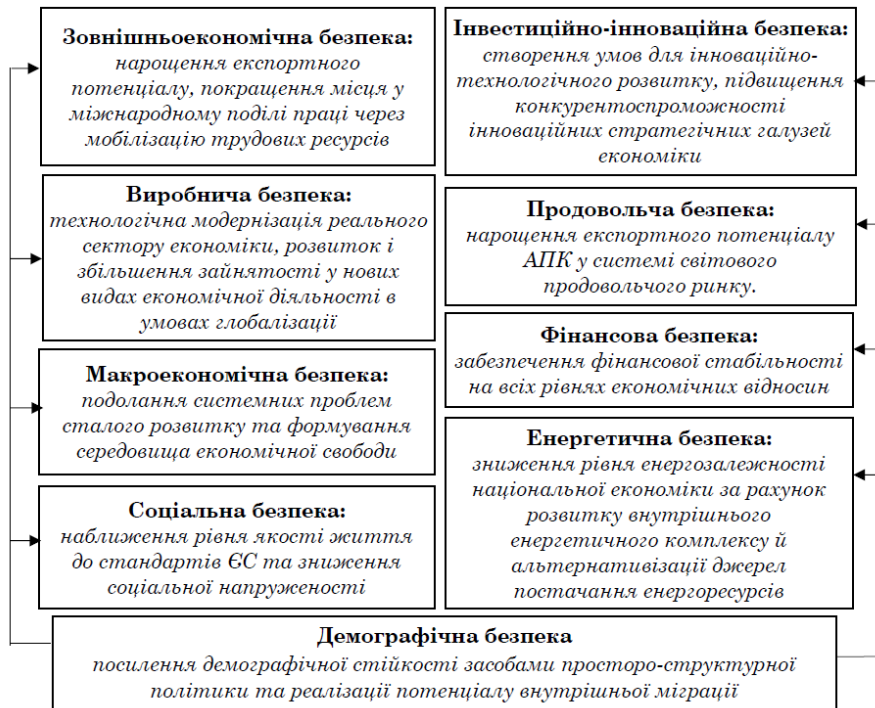 Зовнішньоекономічна безпека:
нарощення експортного
потенціалу, покращення місця у
міжнародному поділі праці через
мобілізацію трудових ресурсів
Виробнича безпека:
технологічна модернізація реального
сектору економіки, розвиток і
збільшення зайнятості у нових
видах економічної діяльності в
умовах глобалізації
Макроекономічна безпека:
подолання системних проблем
сталого розвитку та формування
середовища економічної свободи
Соціальна безпека:
наближення рівня якості життя
до стандартів ЄС та зниження
соціальної напруженості
Інвестиційно-інноваційна безпека:
створення умов для інноваційно-
технологічного розвитку, підвищення
конкурентоспроможності
інноваційних стратегічних галузей
економіки
Продовольча безпека:
нарощення експортного потенціалу
АПК у системі світового
продовольчого ринку.
Фінансова безпека:
забезпечення фінансової стабільності
на всіх рівнях економічних відносин
Енергетична безпека:
зниження рівня енергозалежності
національної економіки за рахунок
розвитку внутрішнього
енергетичного комплексу й
альтернативізації джерел
постачання енергоресурсів
Демографічна безпека
посилення демографічної стійкості засобами просторо-структурної
політики та реалізації потенціалу внутрішньої міграції